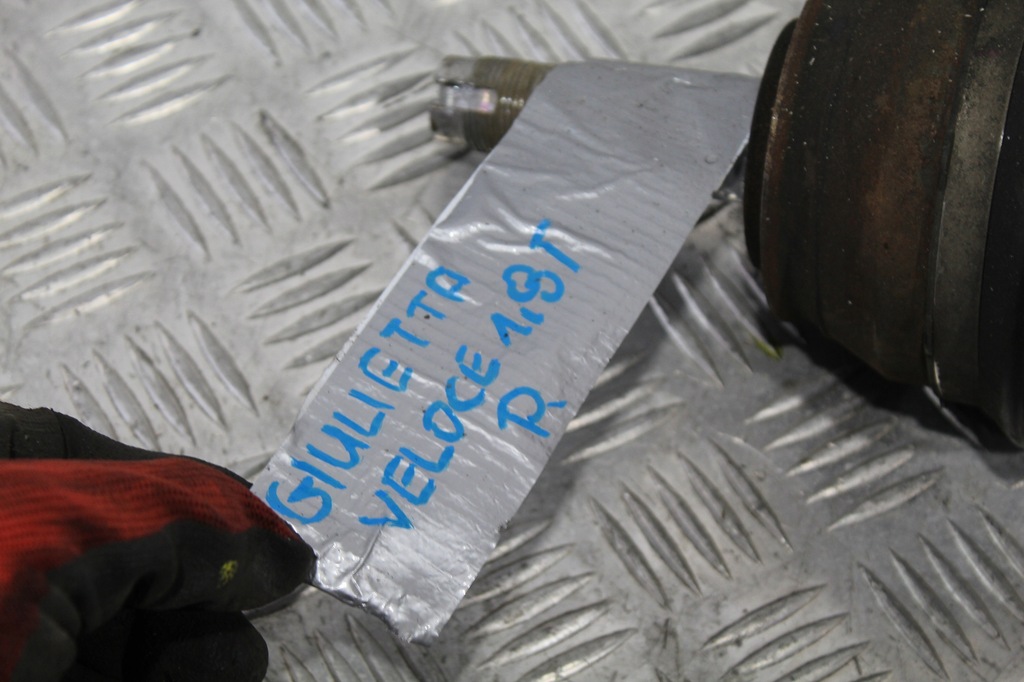 GIULIETTA
VELOCE 1,8T
R